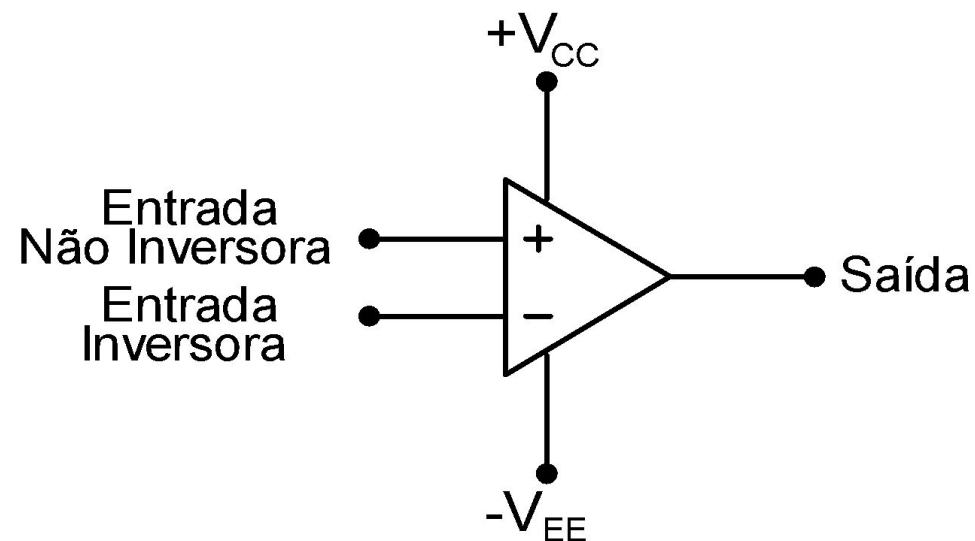 +VCC
Entrada
Não Inversora
+
Entrada
Inversora
−
Saída
-VEE